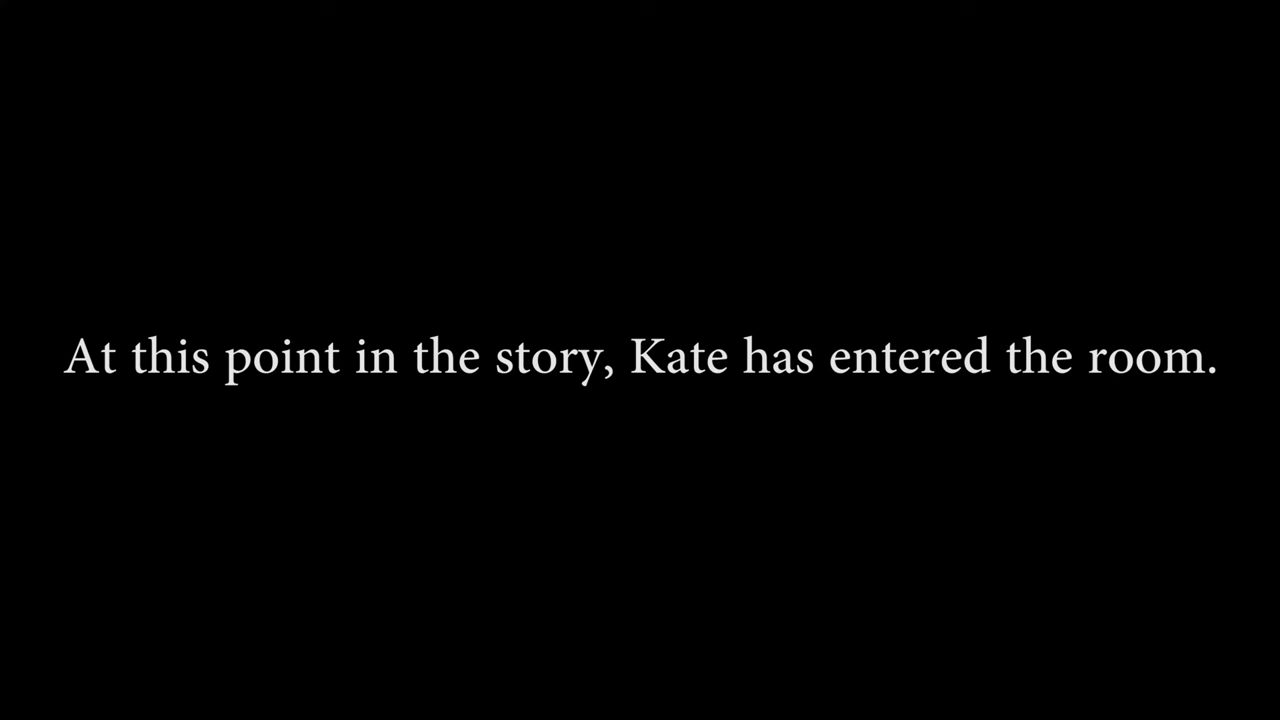 At this point in the story, Kate has entered the room.